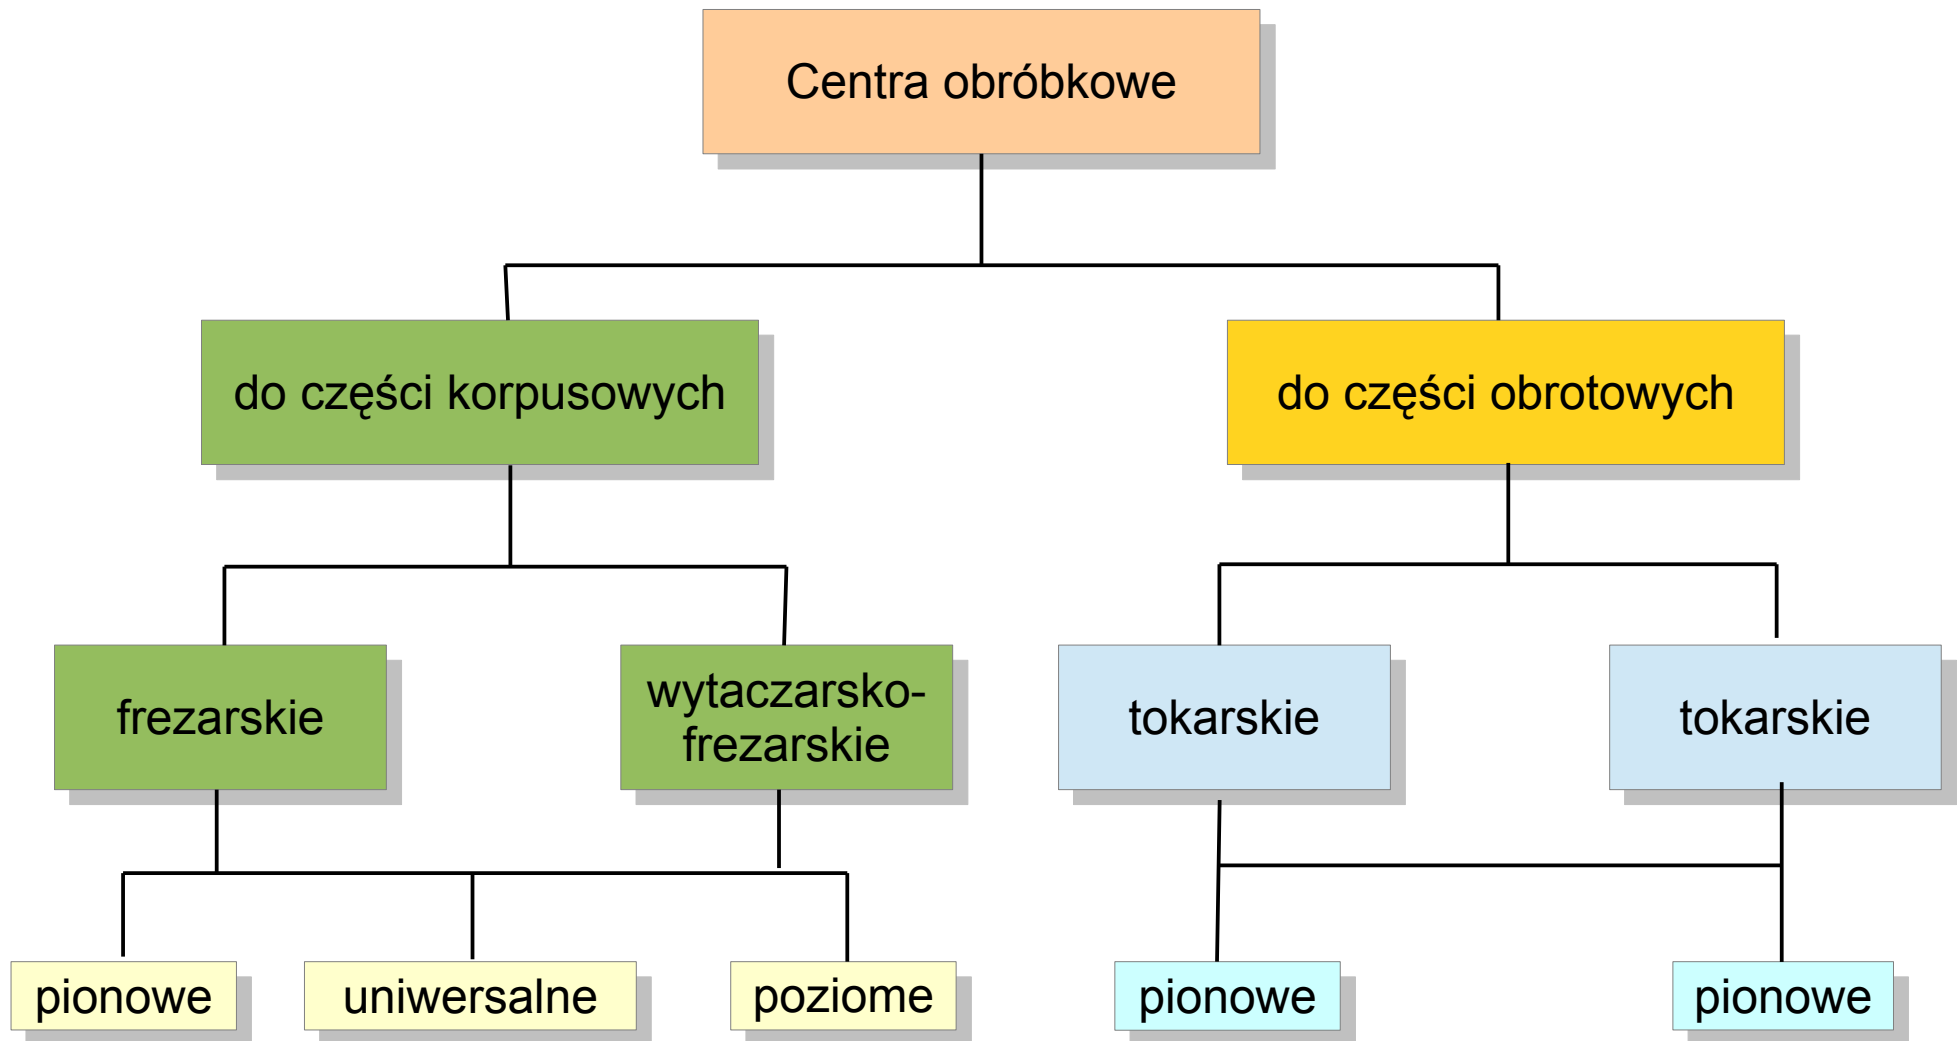 Centra obróbkowe
do części korpusowych
do części obrotowych
frezarskie
wytaczarsko-
frezarskie
tokarskie
tokarskie
pionowe
uniwersalne
poziome
pionowe
pionowe